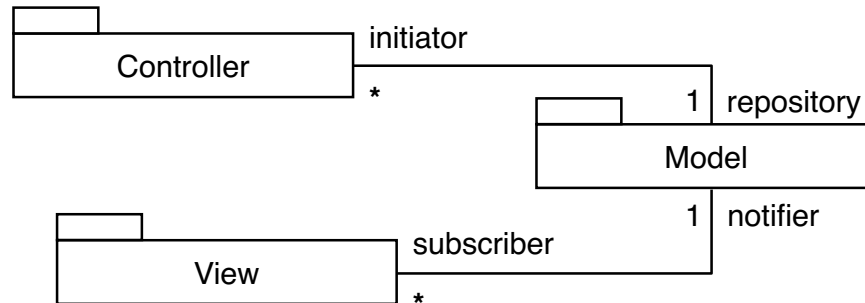 initiator
Controller
*
1 repository
Model
1 notifier
subscriber
View
*